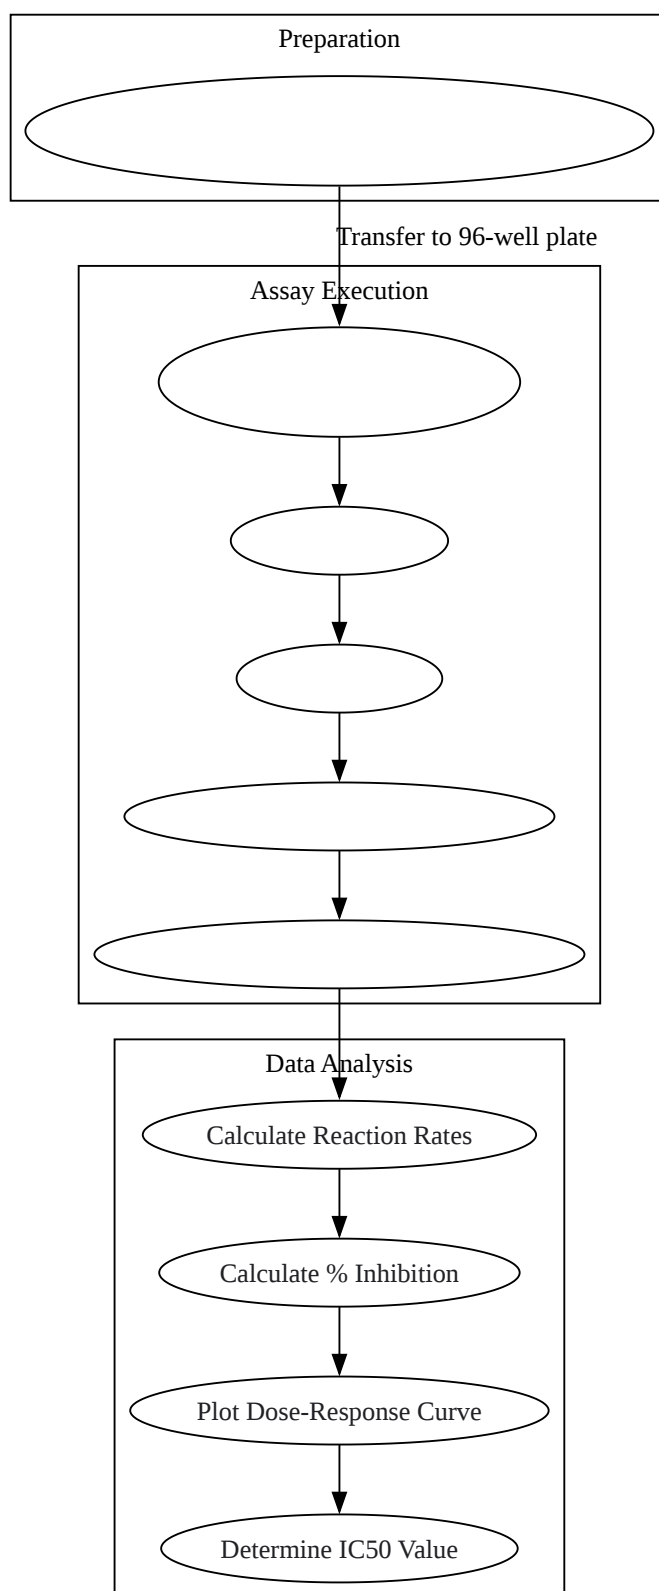 Preparation
Transfer to 96-well plate
Assay Execution
Data Analysis
Calculate Reaction Rates
Calculate % Inhibition
Plot Dose-Response Curve
Determine IC50 Value